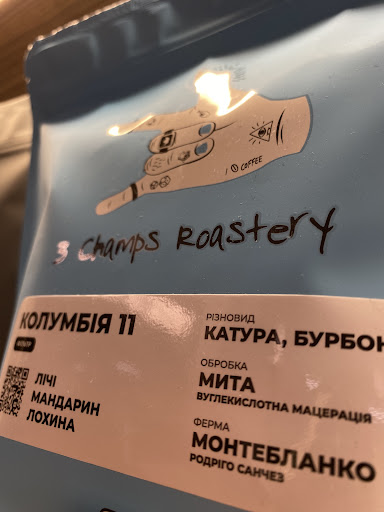 I ⃠ COFFEE
3 Champs Roastery
КОЛУМБІЯ 11
ФІЛЬТР
ЛІЧІ
МАНДАРИН
ЛОХИНА
РІЗНОВИД
КАТУРА, БУРБОН
ОБРОБКА
МИТА
ВУГЛЕКИСЛОТНА МАЦЕРАЦІЯ
ФЕРМА
МОНТЕБЛАНКО
РОДРІГО САНЧЕЗ